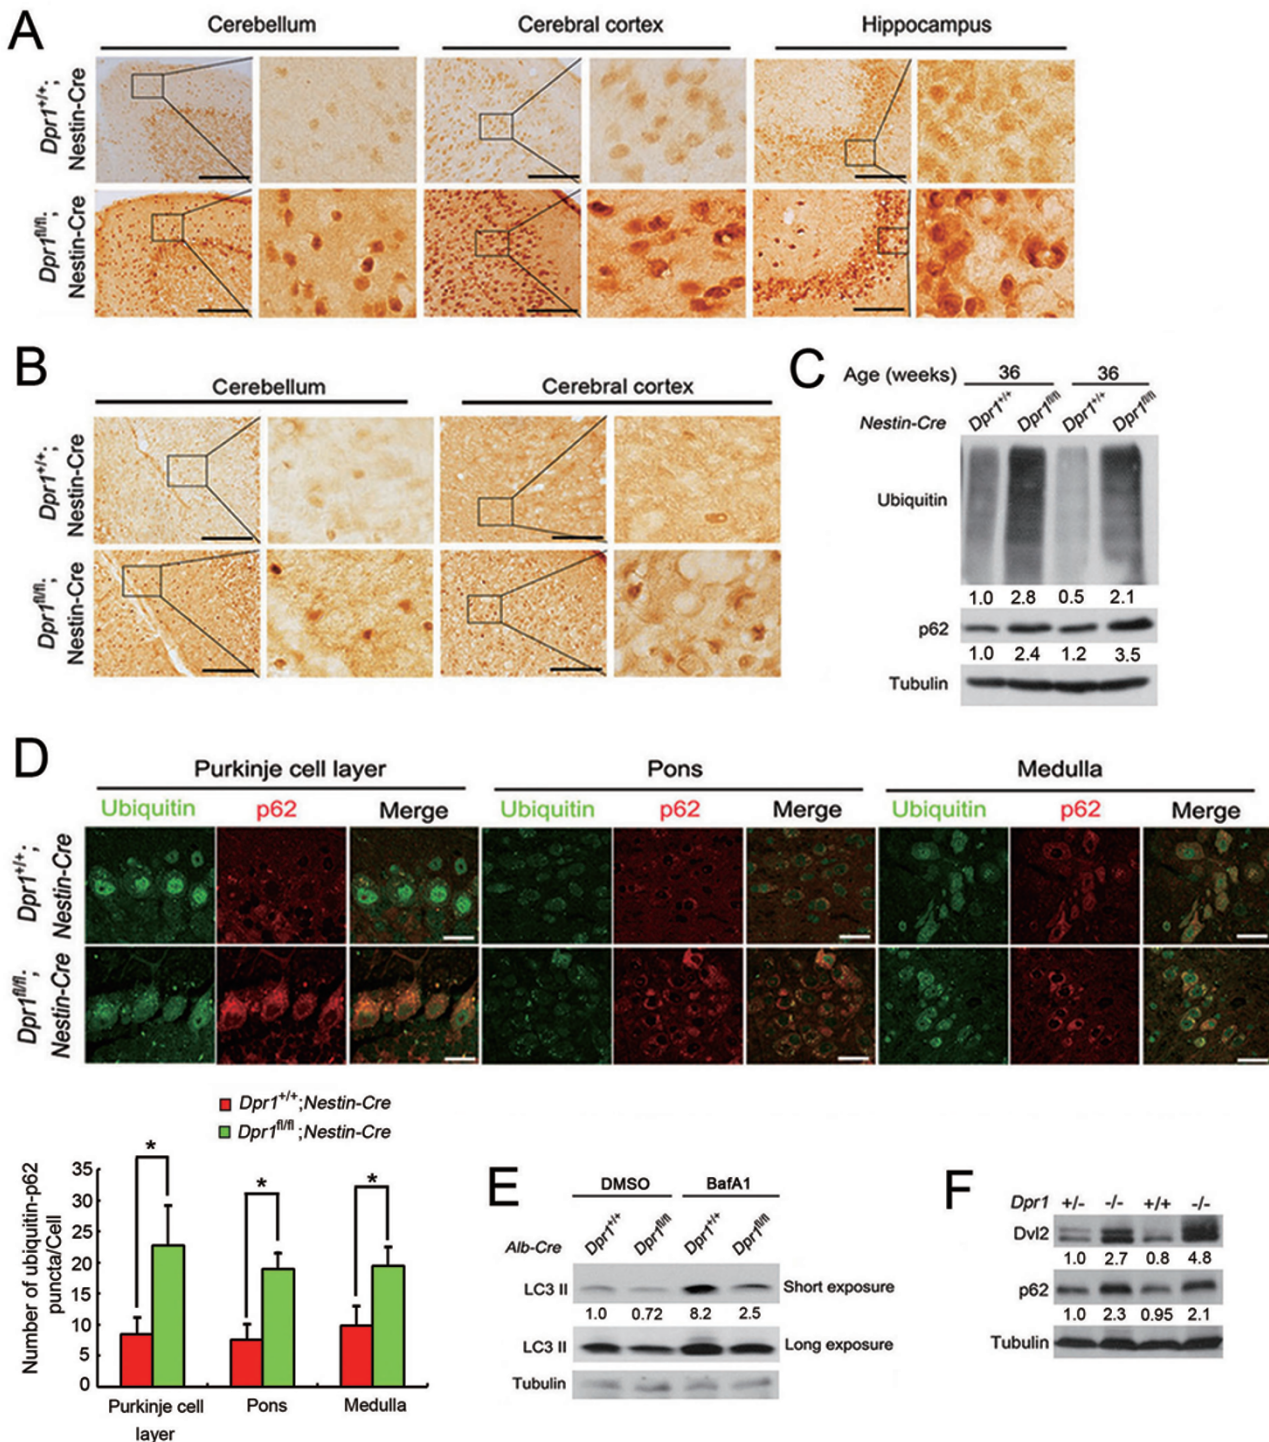 A
Cerebellum
Cerebral cortex
Hippocampus
Dpr1+/+;
Nestin-Cre
Dpr1fl/fl.;
Nestin-Cre
B
Cerebellum
Cerebral cortex
Dpr1+/+;
Nestin-Cre
Dpr1fl/fl.;
Nestin-Cre
C
Age (weeks) 36 36
Nestin-Cre Dpr1+/+ Dpr1fl/fl Dpr1+/+ Dpr1fl/fl
Ubiquitin
1.0 2.8 0.5 2.1
p62
1.0 2.4 1.2 3.5
Tubulin
D
Purkinje cell layer Pons Medulla
Ubiquitin p62 Merge Ubiquitin p62 Merge Ubiquitin p62 Merge
Dpr1+/+;
Nestin-Cre
Dpr1fl/fl.;
Nestin-Cre
Dpr1+/+;Nestin-Cre
Dpr1fl/fl ;Nestin-Cre
Number of ubiquitin-p62
puncta/Cell
35
30
25
20
15
10
5
0
* * *
Purkinje cell
layer
Pons
Medulla
E
DMSO BafA1
Alb-Cre Dpr1+/+ Dpr1fl/fl Dpr1+/+ Dpr1fl/fl
LC3 II Short exposure
1.0 0.72 8.2 2.5
LC3 II Long exposure
Tubulin
F
Dpr1 +/- -/- +/+ -/-
Dvl2
1.0 2.7 0.8 4.8
p62
1.0 2.3 0.95 2.1
Tubulin